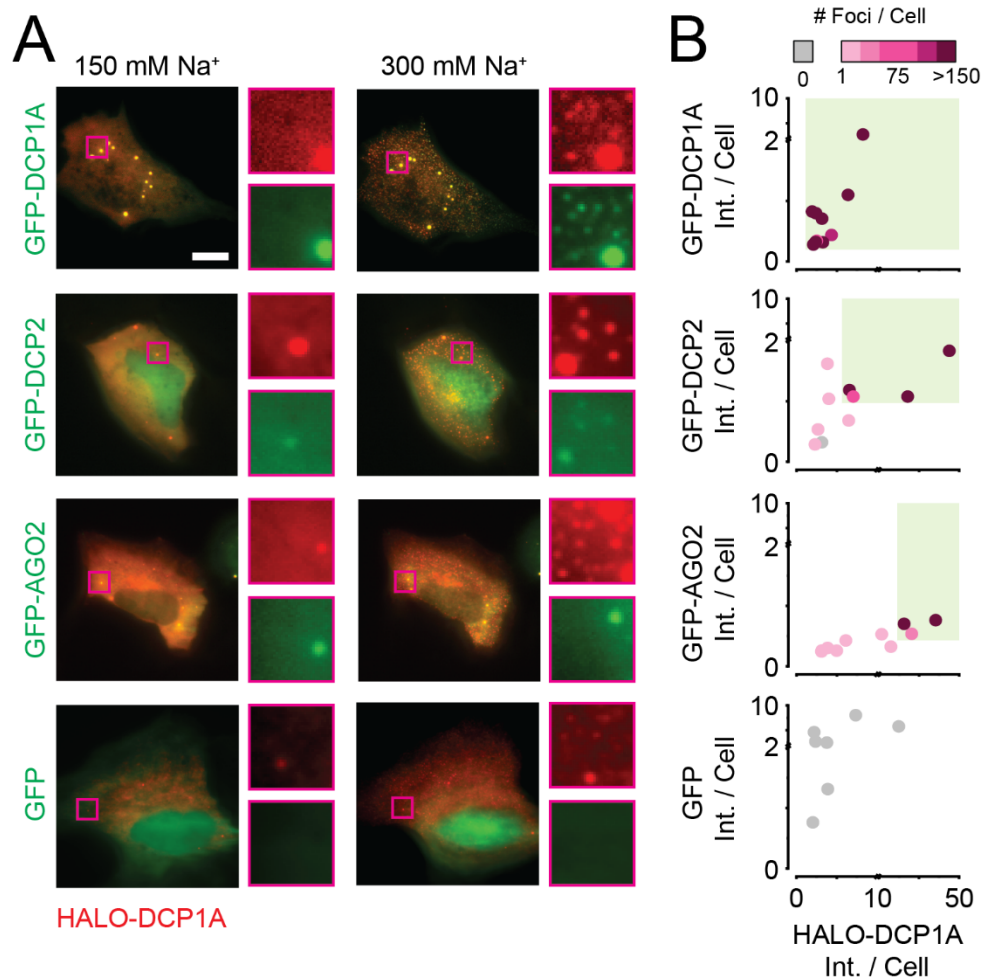 A
150 mM Na⁺
300 mM Na⁺
GFP-DCP1A
GFP-DCP2
GFP-AGO2
GFP
HALO-DCP1A
B
# Foci / Cell
0
1
75
>150
GFP-DCP1A
Int. / Cell
10
2
0
GFP-DCP2
Int. / Cell
10
2
0
GFP-AGO2
Int. / Cell
10
2
0
GFP
Int. / Cell
10
2
0
0
10
50
HALO-DCP1A
Int. / Cell